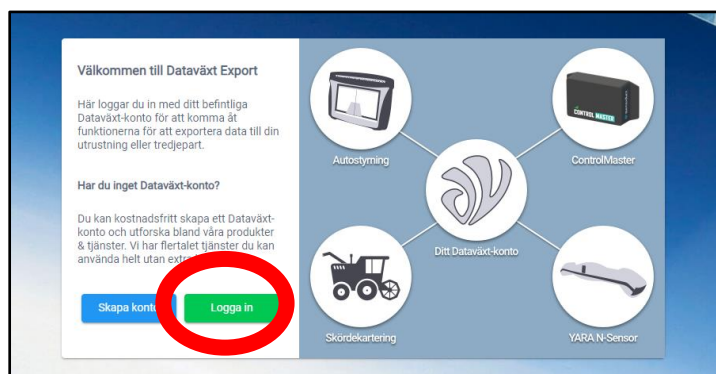 Välkommen till Dataväxt Export
Här loggar du in med ditt befintliga
Dataväxt-konto för att komma åt
funktionerna för att exportera data till din
utrustning eller tredjepart.
Har du inget Dataväxt-konto?
Du kan kostnadsfritt skapa ett Dataväxt-
konto och utforska bland våra produkter
& tjänster. Vi har flertalet tjänster du kan
använda helt utan
Skapa konto
Logga in
Autostyrning
CONTROL MASTER
ControlMaster
Ditt Dataväxt-konto
Skördekartering
YARA N-Sensor